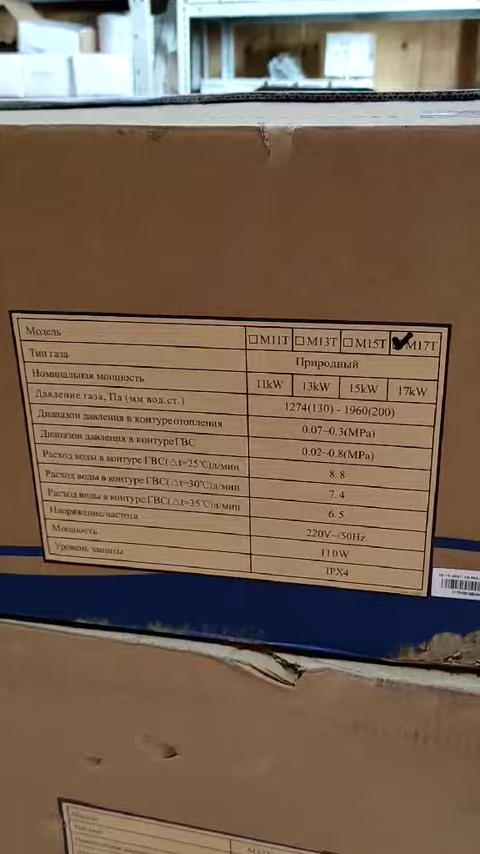 Модель ☐M11T ☐M13T ☐M15T ✔M17T
Тип газа Природный
Номинальная мощность 11kW 13kW 15kW 17kW
Давление газа, Па (мм вод.ст.) 1274(130) - 1960(200)
Диапазон давления в контуре отопления 0.07~0.3(MPa)
Диопазон давления в контуре ГВС 0.02~0.8(MPa)
Расход воды в контуре ГВС(△t=25℃)л/мин 8.8
Расход воды в контуре ГВС(△t=30℃)л/мин 7.4
Расход воды в контуре ГВС(△t=35℃)л/мин 6.5
Напряжение/частота 220V~/50Hz
Мощность 110W
Уровень защиты IPX4